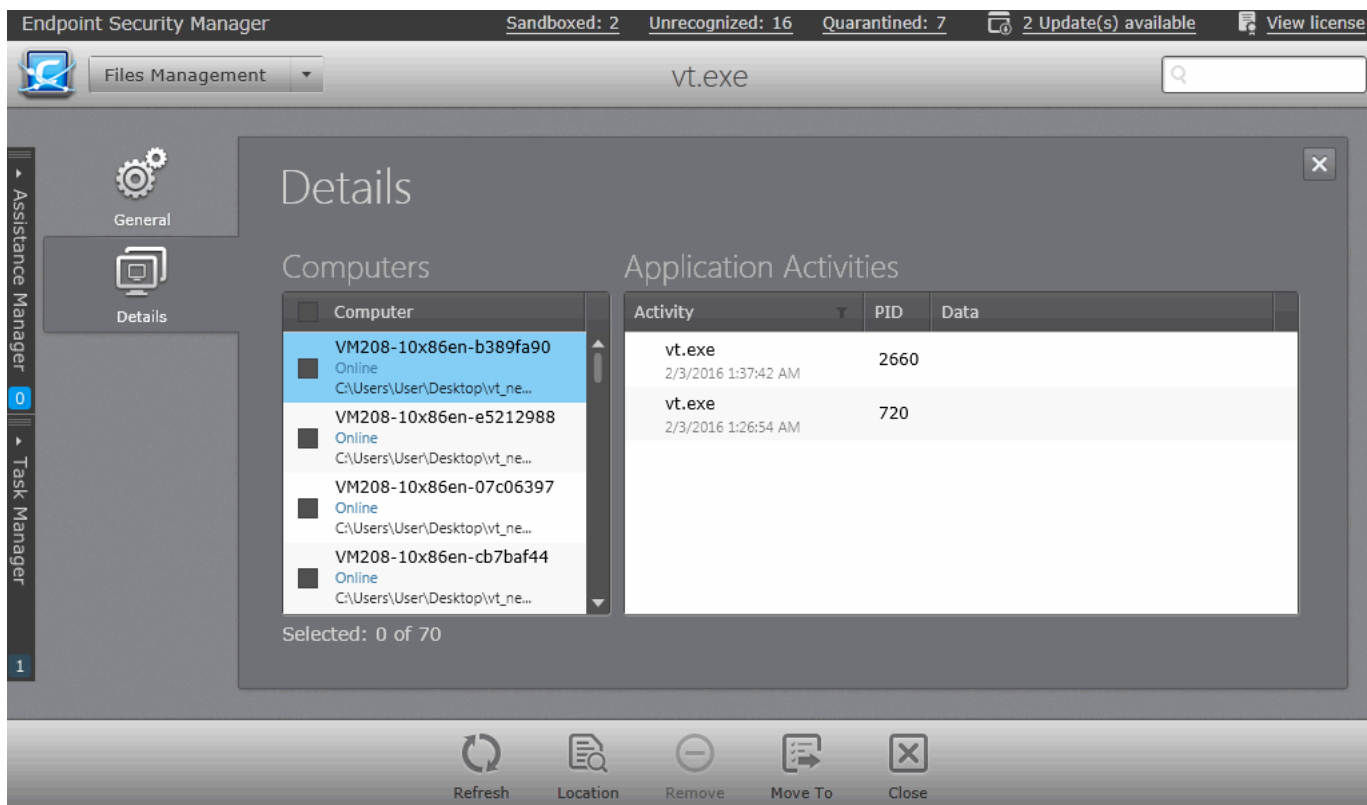 Endpoint Security Manager
Sandboxed: 2
Unrecognized: 16
Quarantined: 7
2 Update(s) available
View license
Files Management
vt.exe
Assistance Manager
0
Task Manager
1
General
Details
Details
Computers
Computer
VM208-10x86en-b389fa90
Online
C:\Users\User\Desktop\vt_ne...
VM208-10x86en-e5212988
Online
C:\Users\User\Desktop\vt_ne...
VM208-10x86en-07c06397
Online
C:\Users\User\Desktop\vt_ne...
VM208-10x86en-cb7baf44
Online
C:\Users\User\Desktop\vt_ne...
Selected: 0 of 70
Application Activities
Activity PID Data
vt.exe 2660
2/3/2016 1:37:42 AM
vt.exe 720
2/3/2016 1:26:54 AM
Refresh
Location
Remove
Move To
Close